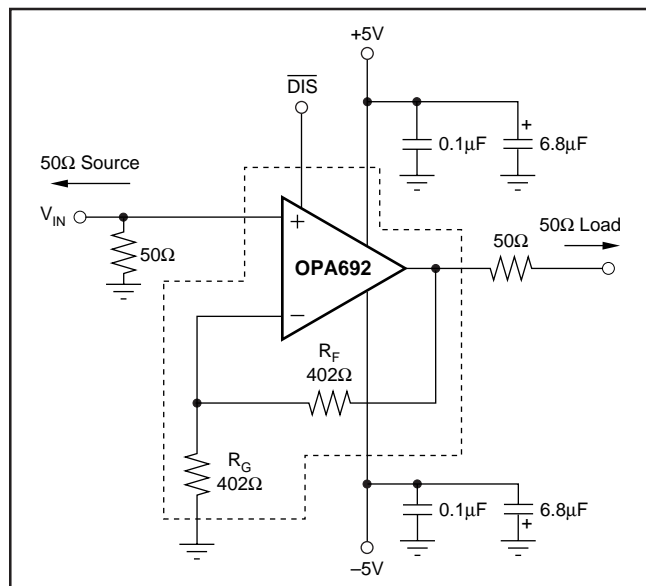 +5V
DIS
0.1µF
+
6.8µF
50Ω Source
50Ω Load
V_IN
50Ω
+
OPA692
50Ω
–
R_F
402Ω
R_G
402Ω
0.1µF
6.8µF
+
–5V